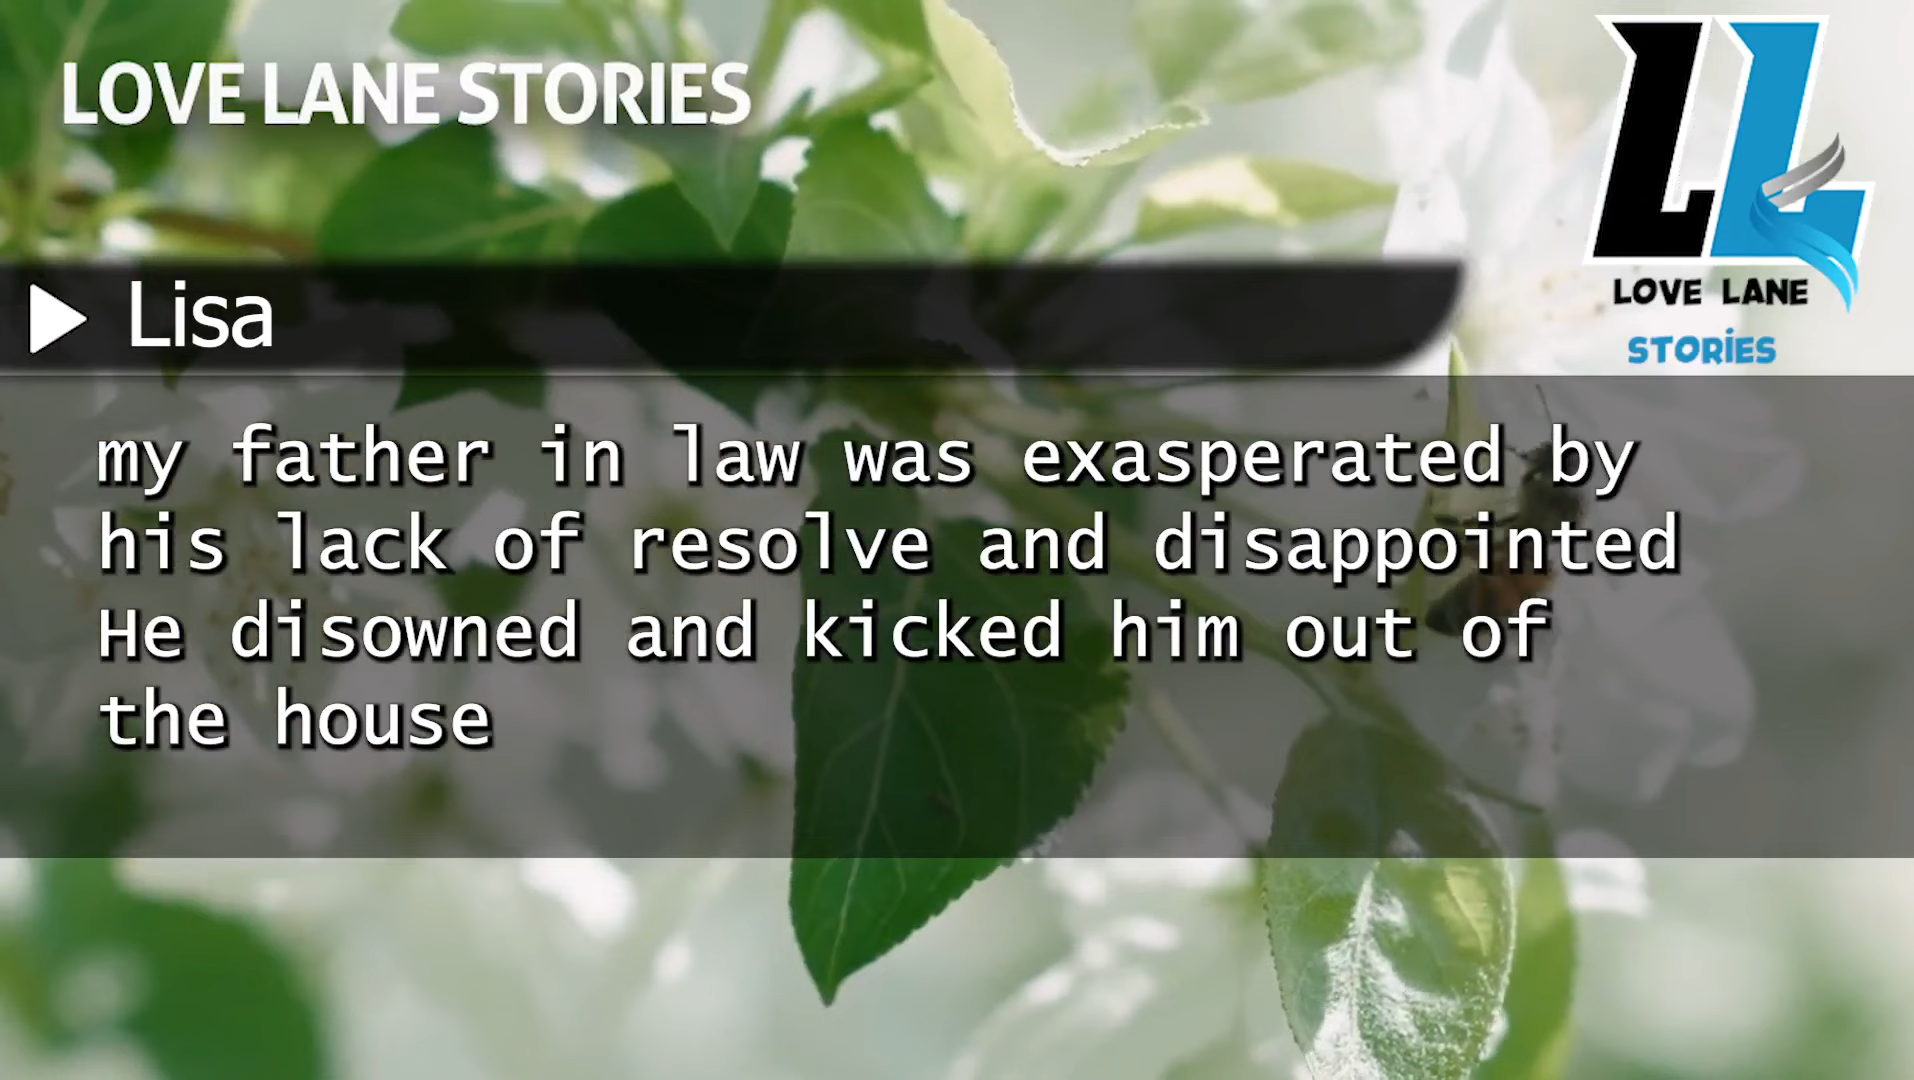 LOVE LANE STORIES
LL
LOVE LANE
STORIES
Lisa
my father in law was exasperated by
his lack of resolve and disappointed
He disowned and kicked him out of
the house